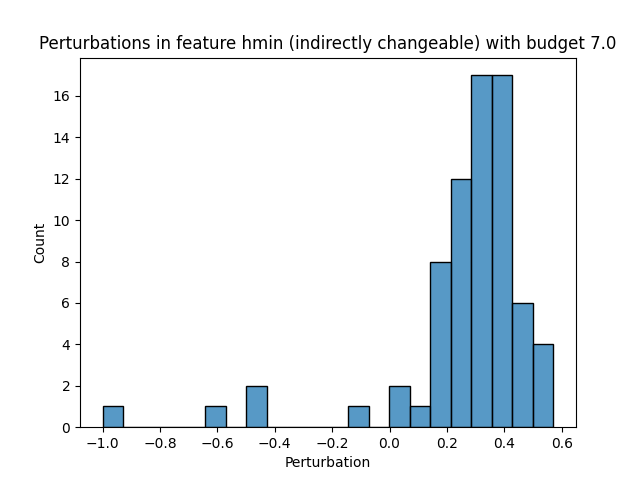 Perturbations in feature hmin (indirectly changeable) with budget 7.0
Count
16
14
12
10
8
6
4
2
0
−1.0 −0.8 −0.6 −0.4 −0.2 0.0 0.2 0.4 0.6
Perturbation